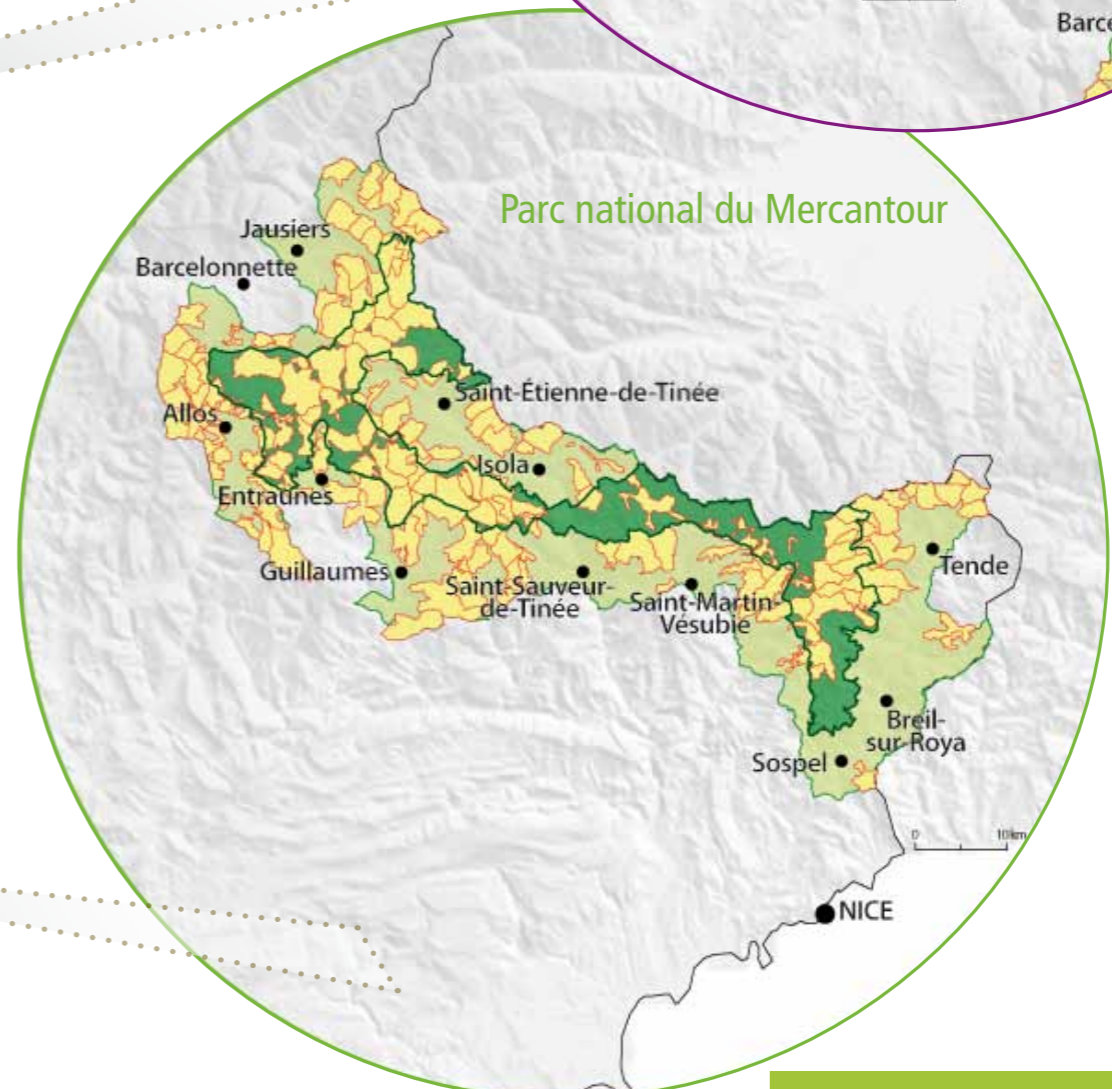 Barce
Parc national du Mercantour
Jausiers
Barcelonnette
Saint-Étienne-de-Tinée
Allos
Isola
Entraunes
Tende
Guillaumes
Saint-Sauveur-
de-Tinée
Saint-Martin-
Vésubie
Breil-
sur-Roya
Sospel
0 10km
NICE